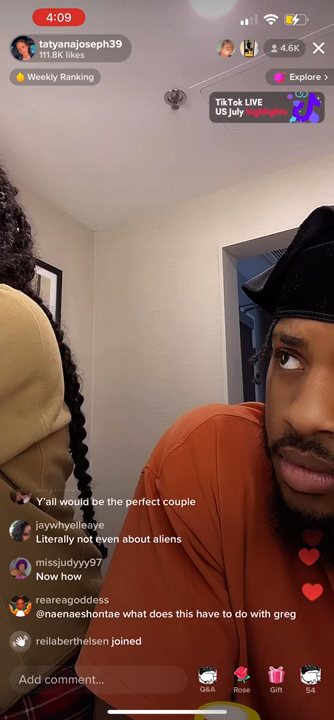 4:09
tatyanajoseph39
111.8K likes
4.6K
Weekly Ranking
Explore >
TikTok LIVE
US July Highlights
Y'all would be the perfect couple
jaywhyelleaye
Literally not even about aliens
missjudyyy97
Now how
reareagoddess
@naenaeshontae what does this have to do with greg
reilaberthelsen joined
Add comment...
Q&A
Rose
Gift
54